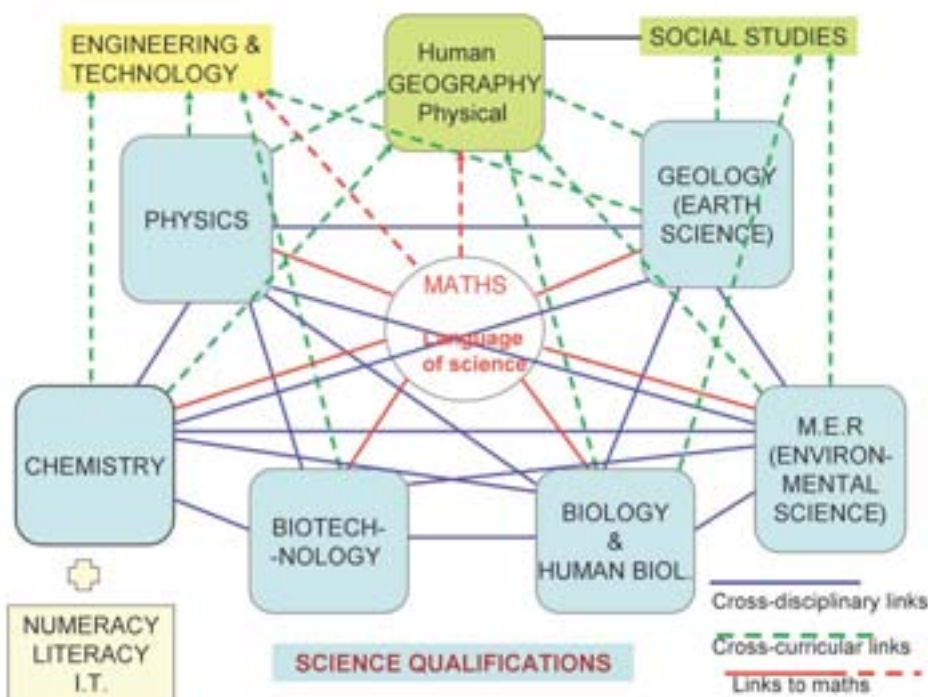 ENGINEERING &
TECHNOLOGY
Human
GEOGRAPHY
Physical
SOCIAL STUDIES
PHYSICS
GEOLOGY
(EARTH
SCIENCE)
MATHS
Language
of science
CHEMISTRY
BIOTECH-
-NOLOGY
BIOLOGY
&
HUMAN BIOL.
M.E.R
(ENVIRON-
MENTAL
SCIENCE)
NUMERACY
LITERACY
I.T.
SCIENCE QUALIFICATIONS
Cross-disciplinary links
Cross-curricular links
Links to maths